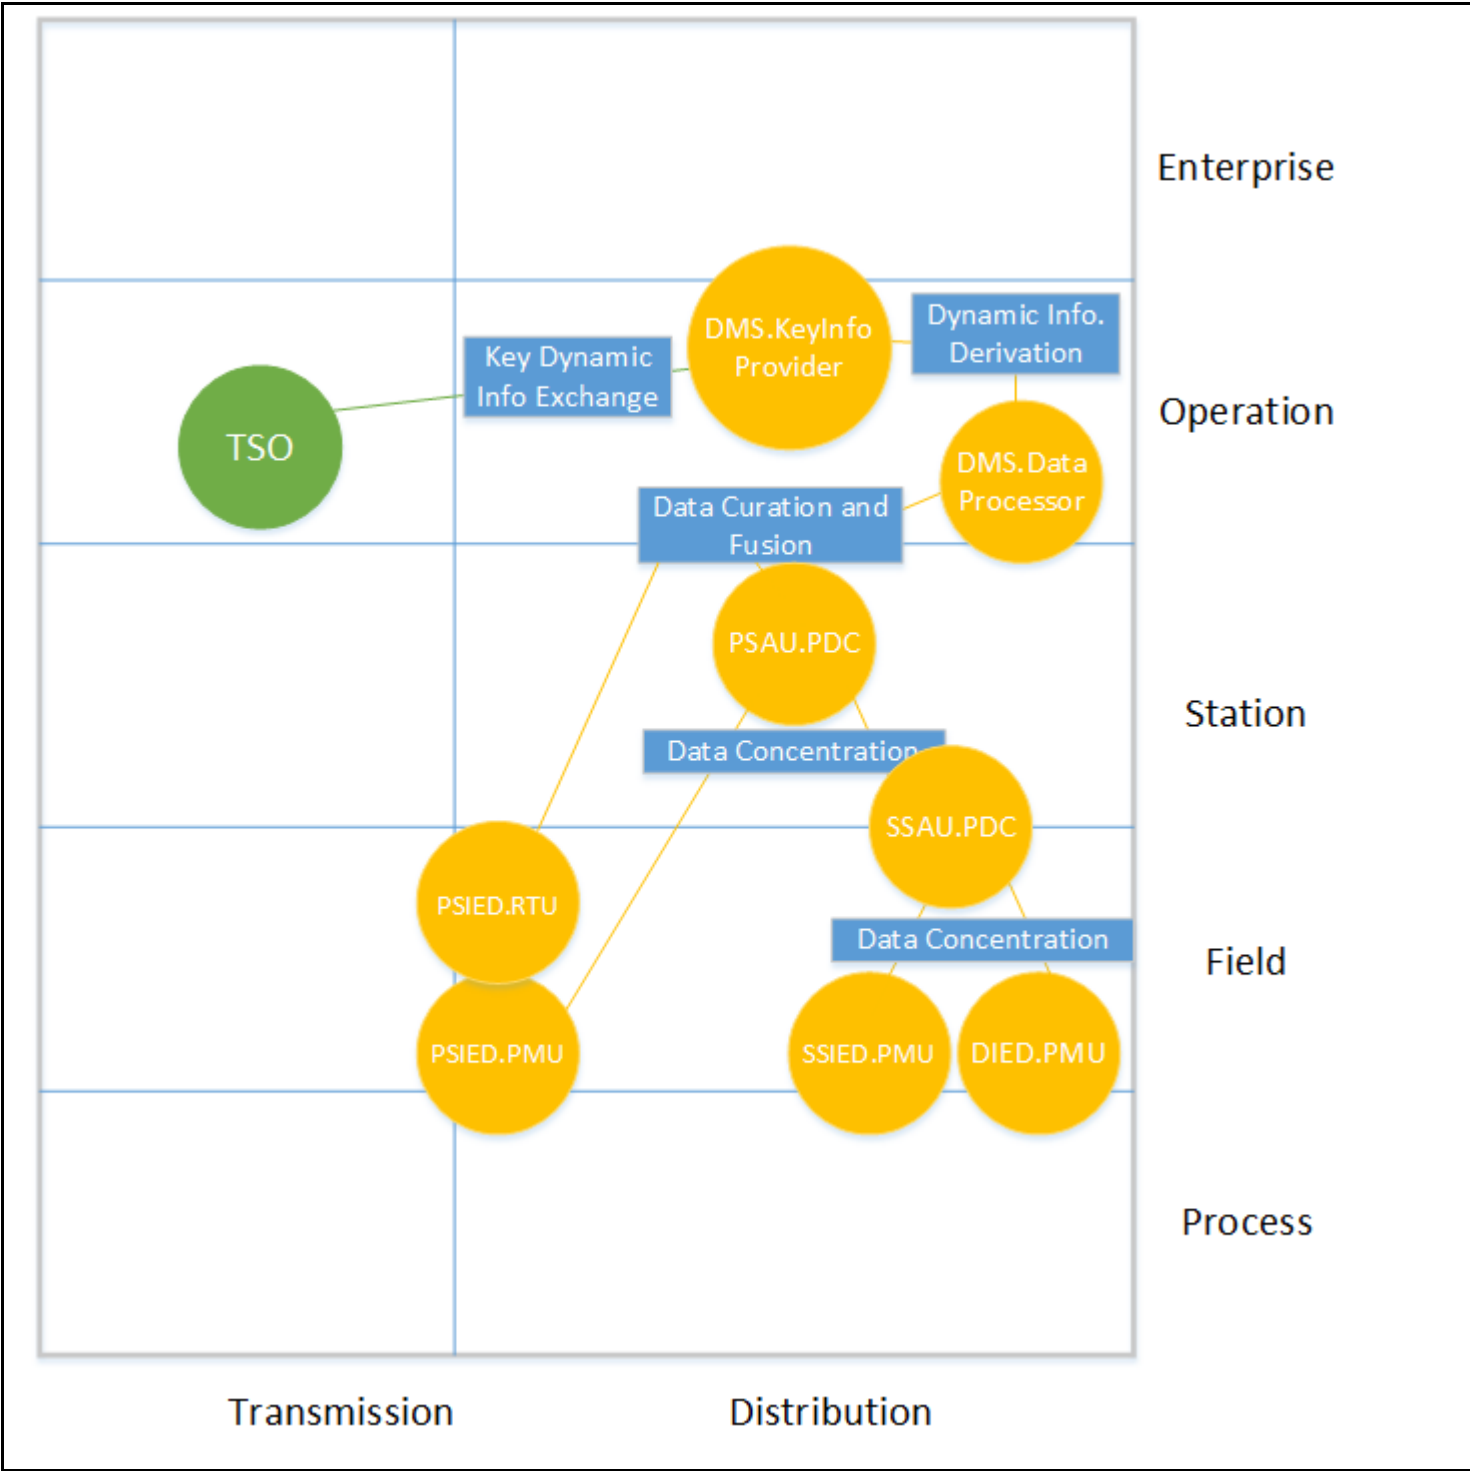 Enterprise
Key Dynamic
Info Exchange
DMS.KeyInfo
Provider
Dynamic Info.
Derivation
Operation
TSO
DMS.Data
Processor
Data Curation and
Fusion
PSAU.PDC
Station
Data Concentration
SSAU.PDC
PSIED.RTU
Data Concentration
Field
PSIED.PMU
SSIED.PMU
DIED.PMU
Process
Transmission
Distribution